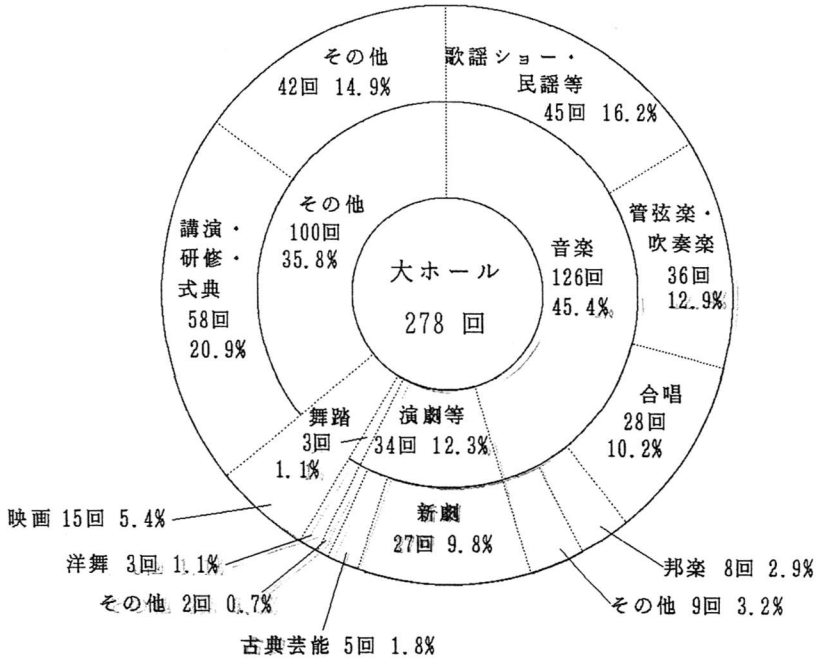 その他
42回 14.9%
歌謡ショー・
民謡等
45回 16.2%
管弦楽・
吹奏楽
36回
12.9%
講演・
研修・
式典
58回
20.9%
その他
100回
35.8%
音楽
126回
45.4%
大ホール
278 回
合唱
28回
10.2%
舞踏
3回
1.1%
演劇等
34回 12.3%
新劇
27回 9.8%
映画 15回 5.4%
洋舞 3回 1.1%
その他 2回 0.7%
古典芸能 5回 1.8%
邦楽 8回 2.9%
その他 9回 3.2%